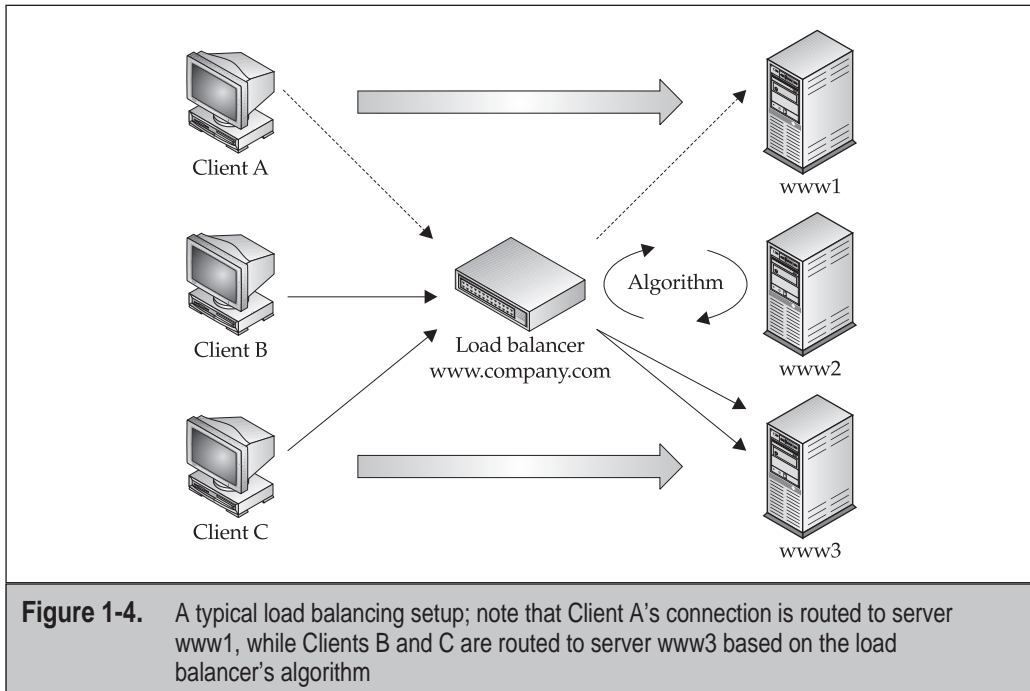 Client A
www1
Client B
Algorithm
Load balancer
www.company.com
www2
Client C
www3
Figure 1-4. A typical load balancing setup; note that Client A's connection is routed to server
www1, while Clients B and C are routed to server www3 based on the load
balancer's algorithm